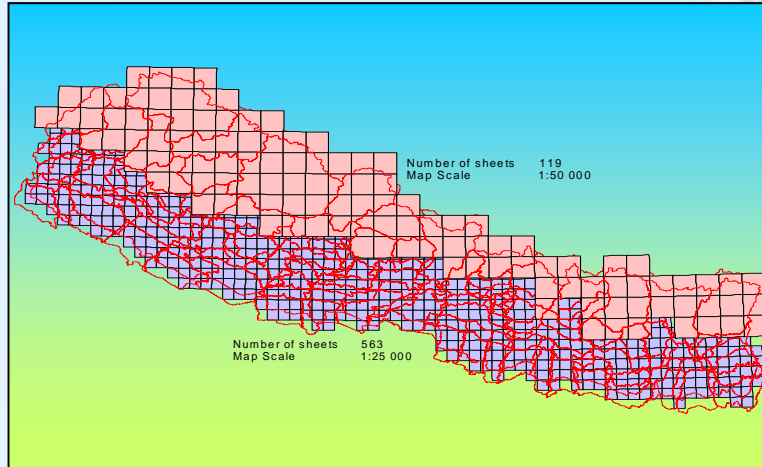 Number of sheets 119
Map Scale 1:50 000
Number of sheets 563
Map Scale 1:25 000